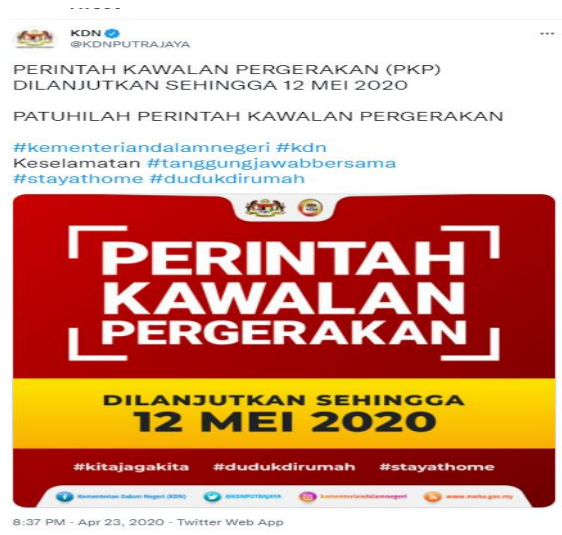 KDN
@KDNPUTRAJAYA
PERINTAH KAWALAN PERGERAKAN (PKP)
DILANJUTKAN SEHINGGA 12 MEI 2020
PATUHILAH PERINTAH KAWALAN PERGERAKAN
#kementeriandalamnegeri #kdn
Keselamatan #tanggungjawabbersama
#stayathome #dudukdirumah
PERINTAH
KAWALAN
PERGERAKAN
DILANJUTKAN SEHINGGA
12 MEI 2020
#kitajagakita #dudukdirumah #stayathome
Kementerian Dalam Negeri (KDN) @KDNPUTRAJAYA kementeriandalamnegeri www.moha.gov.my
8:37 PM · Apr 23, 2020 · Twitter Web App